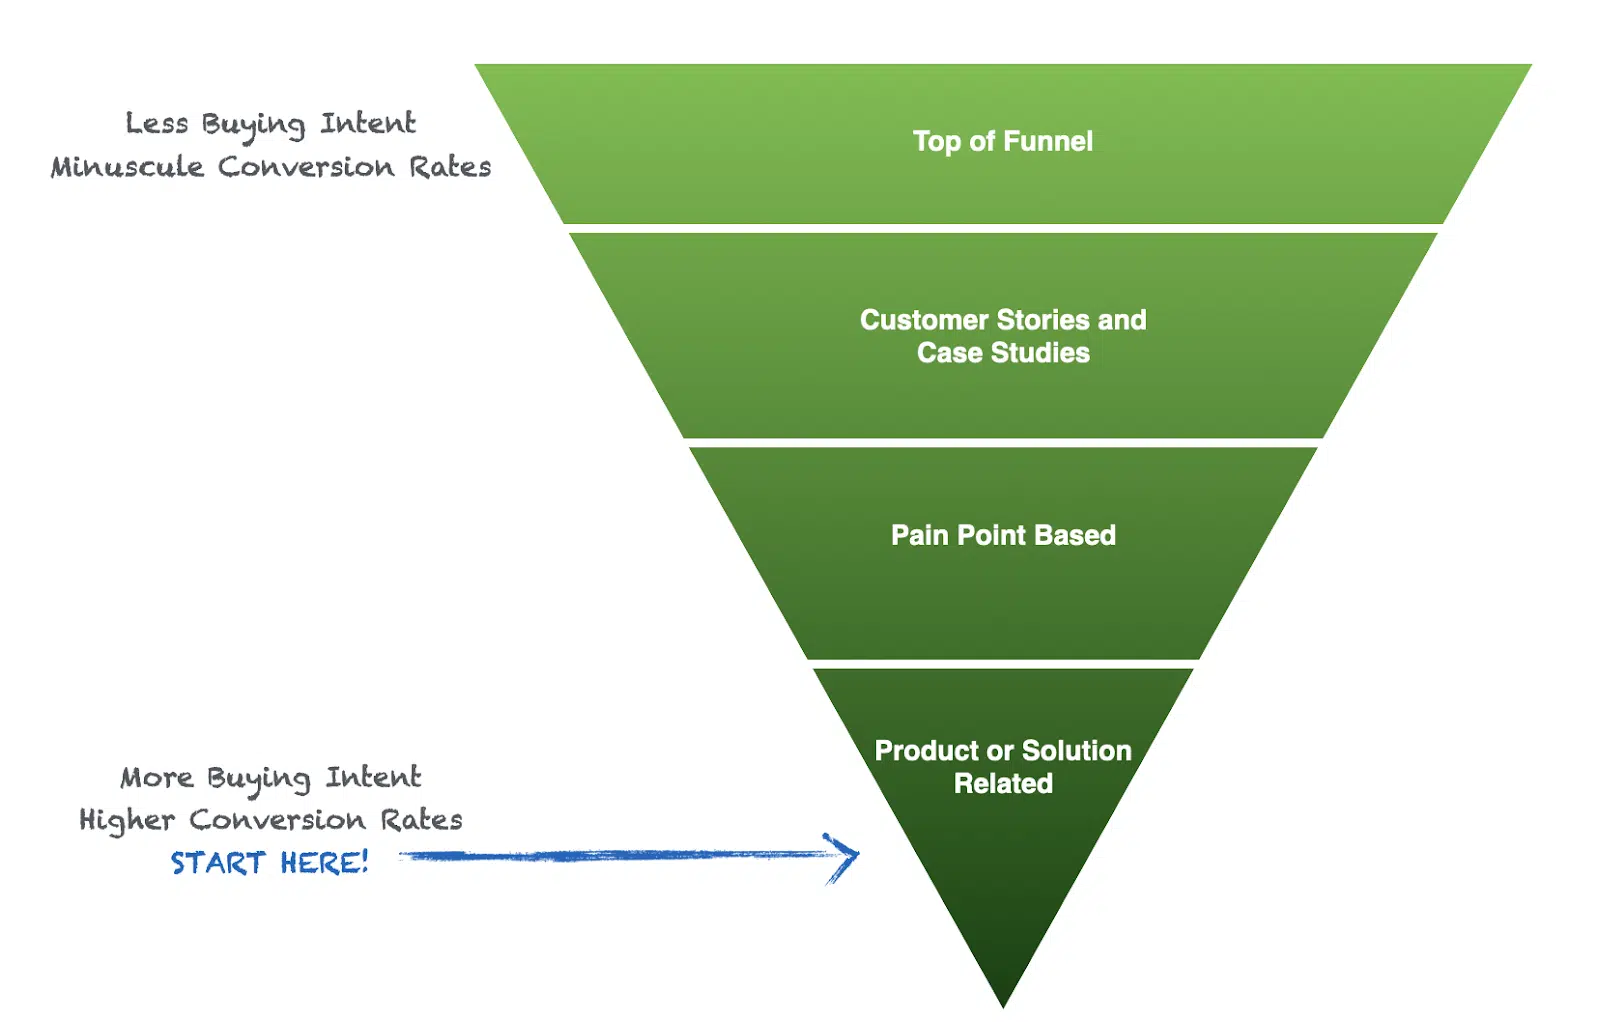 Less Buying Intent
Minuscule Conversion Rates
Top of Funnel
Customer Stories and
Case Studies
Pain Point Based
Product or Solution
Related
More Buying Intent
Higher Conversion Rates
START HERE!